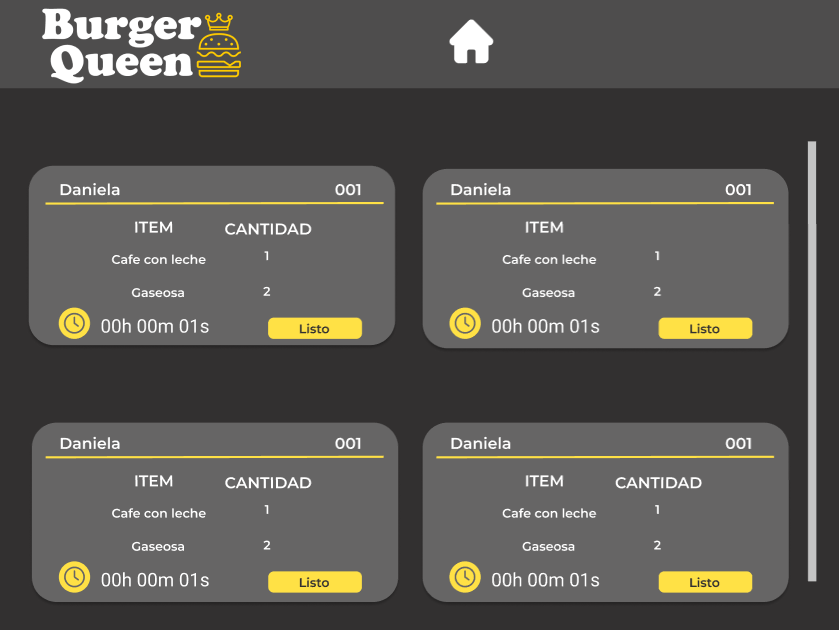 Burger
Queen
Daniela 001
ITEM CANTIDAD
Cafe con leche 1
Gaseosa 2
00h 00m 01s Listo
Daniela 001
ITEM
Cafe con leche 1
Gaseosa 2
00h 00m 01s Listo
Daniela 001
ITEM CANTIDAD
Cafe con leche 1
Gaseosa 2
00h 00m 01s Listo
Daniela 001
ITEM CANTIDAD
Cafe con leche 1
Gaseosa 2
00h 00m 01s Listo